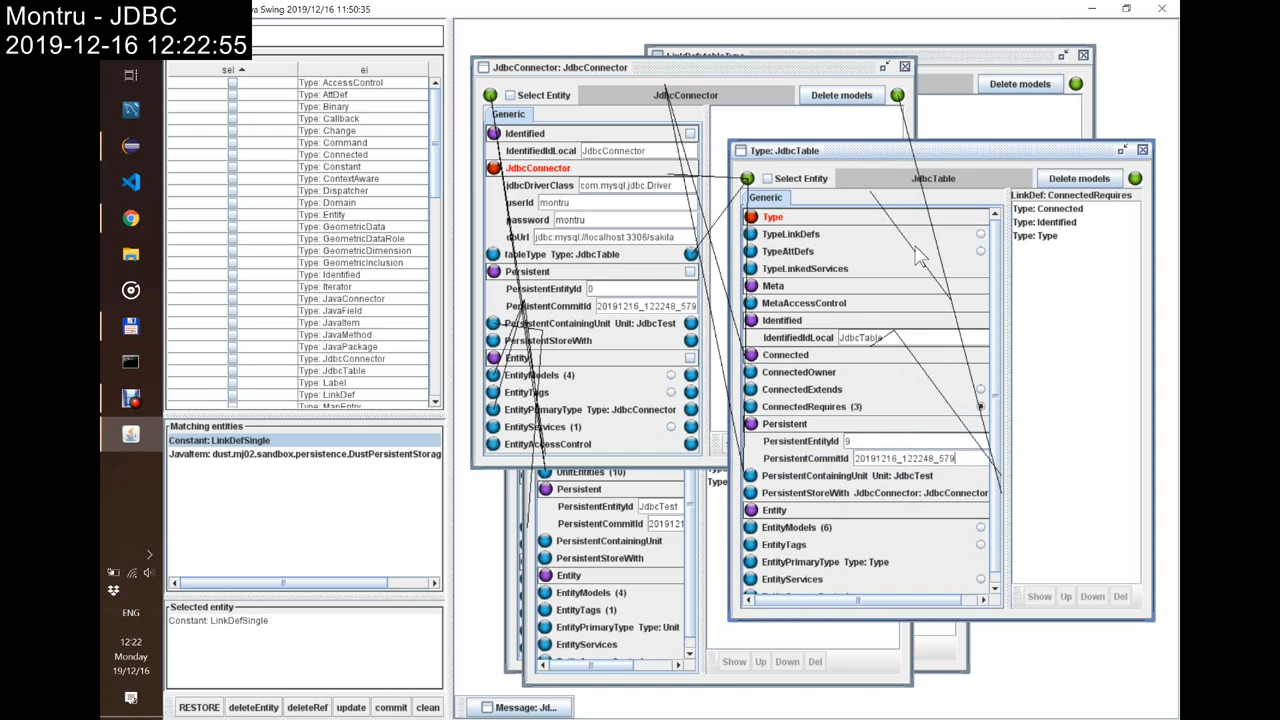 Montru - JDBC
2019-12-16 12:22:55
va Swing 2019/12/16 11:50:35
sel
ei
Type: AccessControl
Type: AttDef
Type: Binary
Type: Callback
Type: Change
Type: Command
Type: Connected
Type: Constant
Type: ContextAware
Type: Dispatcher
Type: Domain
Type: Entity
Type: GeometricData
Type: GeometricDataRole
Type: GeometricDimension
Type: GeometricInclusion
Type: Identified
Type: Iterator
Type: JavaConnector
Type: JavaField
Type: JavaItem
Type: JavaMethod
Type: JavaPackage
Type: JdbcConnector
Type: JdbcTable
Type: Label
Type: LinkDef
Type: MapEntry
Matching entities
Constant: LinkDefSingle
JavaItem: dust.mj02.sandbox.persistence.DustPersistentStorag
Selected entity
Constant: LinkDefSingle
RESTORE
deleteEntity
deleteRef
update
commit
clean
ENG
12:22
Monday
19/12/16
LinkDef: tableType
Delete models
JdbcConnector: JdbcConnector
Select Entity
JdbcConnector
Delete models
Generic
Identified
IdentifiedIdLocal JdbcConnector
JdbcConnector
jdbcDriverClass com.mysql.jdbc.Driver
userId montru
password montru
dbUrl jdbc:mysql://localhost:3306/sakila
tableType Type: JdbcTable
Persistent
PersistentEntityId 0
PersistentCommitId 20191216_122248_579
PersistentContainingUnit Unit: JdbcTest
PersistentStoreWith
Entity
EntityModels (4)
EntityTags
EntityPrimaryType Type: JdbcConnector
EntityServices (1)
EntityAccessControl
UnitEntities (10)
Persistent
PersistentEntityId JdbcTest
PersistentCommitId 2019121
PersistentContainingUnit
PersistentStoreWith
Entity
EntityModels (4)
EntityTags (1)
EntityPrimaryType Type: Unit
EntityServices
Show
Up
Down
Del
Type: JdbcTable
Select Entity
JdbcTable
Delete models
Generic
Type
TypeLinkDefs
TypeAttDefs
TypeLinkedServices
Meta
MetaAccessControl
Identified
IdentifiedIdLocal JdbcTable
Connected
ConnectedOwner
ConnectedExtends
ConnectedRequires (3)
Persistent
PersistentEntityId 9
PersistentCommitId 20191216_122248_579
PersistentContainingUnit Unit: JdbcTest
PersistentStoreWith JdbcConnector: JdbcConnector
Entity
EntityModels (6)
EntityTags
EntityPrimaryType Type: Type
EntityServices
LinkDef: ConnectedRequires
Type: Connected
Type: Identified
Type: Type
Show
Up
Down
Del
Message: Jd...